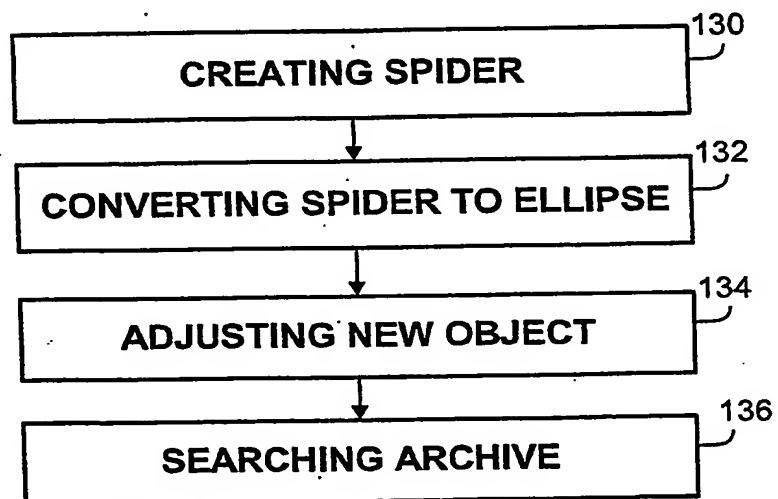 130
CREATING SPIDER
132
CONVERTING SPIDER TO ELLIPSE
134
ADJUSTING NEW OBJECT
136
SEARCHING ARCHIVE